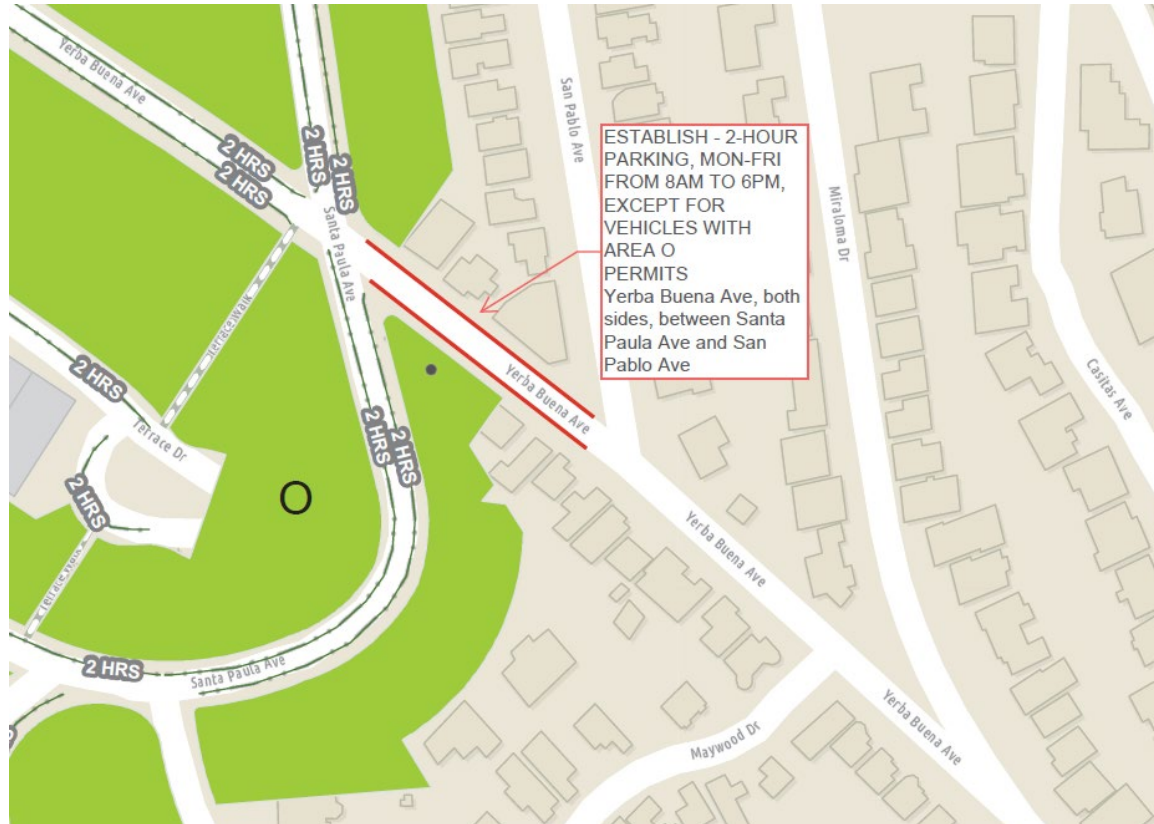 Yerba Buena Ave
2 HRS
2 HRS
2 HRS
2 HRS
Santa Paula Ave
San Pablo Ave
ESTABLISH - 2-HOUR
PARKING, MON-FRI
FROM 8AM TO 6PM,
EXCEPT FOR
VEHICLES WITH
AREA O
PERMITS
Yerba Buena Ave, both
sides, between Santa
Paula Ave and San
Pablo Ave
Miraloma Dr
Casitas Ave
Terrace Walk
2 HRS
Terrace Dr
Yerba Buena Ave
2 HRS
2 HRS
2 HRS
O
Yerba Buena Ave
Terrace Walk
2 HRS
Santa Paula Ave
Maywood Dr
Yerba Buena Ave